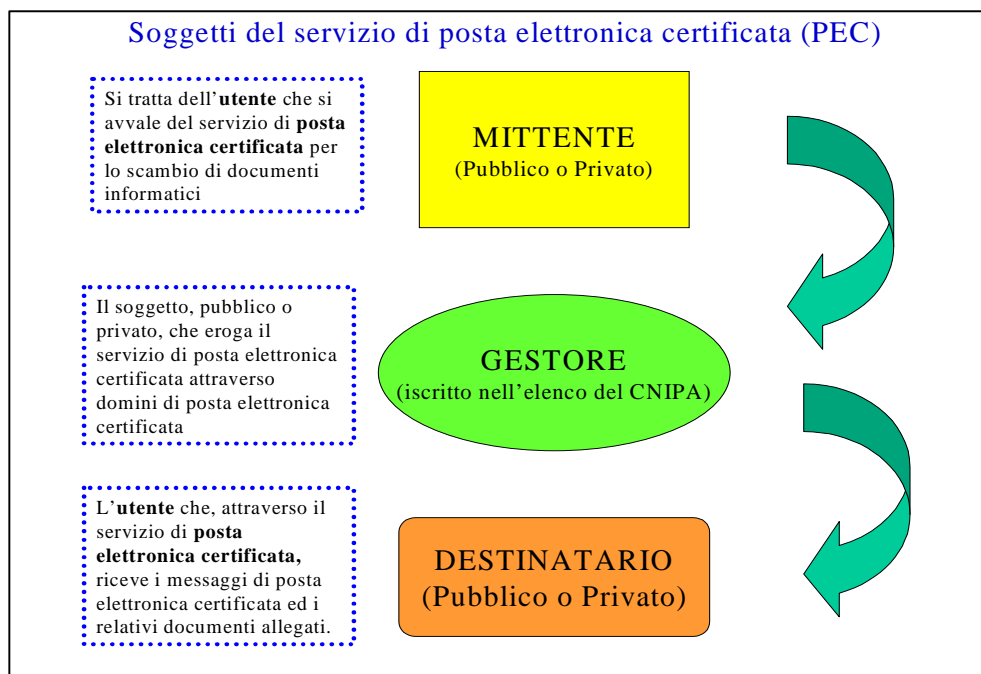 Soggetti del servizio di posta elettronica certificata (PEC)
Si tratta dell’utente che si
avvale del servizio di posta
elettronica certificata per
lo scambio di documenti
informatici
MITTENTE
(Pubblico o Privato)
Il soggetto, pubblico o
privato, che eroga il
servizio di posta elettronica
certificata attraverso
domini di posta elettronica
certificata
GESTORE
(iscritto nell’elenco del CNIPA)
L’utente che, attraverso il
servizio di posta
elettronica certificata,
riceve i messaggi di posta
elettronica certificata ed i
relativi documenti allegati.
DESTINATARIO
(Pubblico o Privato)